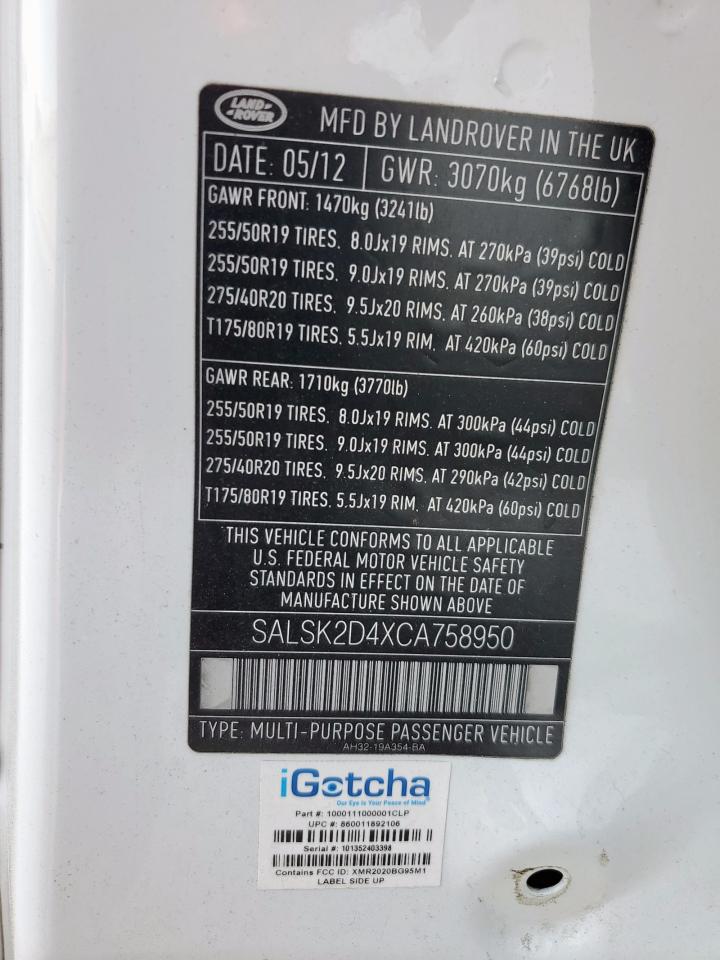 LAND ROVER
MFD BY LANDROVER IN THE UK
DATE: 05/12 GWR: 3070kg (6768lb)
GAWR FRONT: 1470kg (3241lb)
255/50R19 TIRES. 8.0Jx19 RIMS. AT 270kPa (39psi) COLD
255/50R19 TIRES. 9.0Jx19 RIMS. AT 270kPa (39psi) COLD
275/40R20 TIRES. 9.5Jx20 RIMS. AT 260kPa (38psi) COLD
T175/80R19 TIRES. 5.5Jx19 RIM. AT 420kPa (60psi) COLD
GAWR REAR: 1710kg (3770lb)
255/50R19 TIRES. 8.0Jx19 RIMS. AT 300kPa (44psi) COLD
255/50R19 TIRES. 9.0Jx19 RIMS. AT 300kPa (44psi) COLD
275/40R20 TIRES. 9.5Jx20 RIMS. AT 290kPa (42psi) COLD
T175/80R19 TIRES. 5.5Jx19 RIM. AT 420kPa (60psi) COLD
THIS VEHICLE CONFORMS TO ALL APPLICABLE
U.S. FEDERAL MOTOR VEHICLE SAFETY
STANDARDS IN EFFECT ON THE DATE OF
MANUFACTURE SHOWN ABOVE
SALSK2D4XCA758950
TYPE: MULTI-PURPOSE PASSENGER VEHICLE
AH32-19A354-BA
iGotcha
Our Eye is Your Peace of Mind
Part #: 1000111000001CLP
UPC #: 860011892106
Serial #: 101352403398
Contains FCC ID: XMR2020BG95M1
LABEL SIDE UP